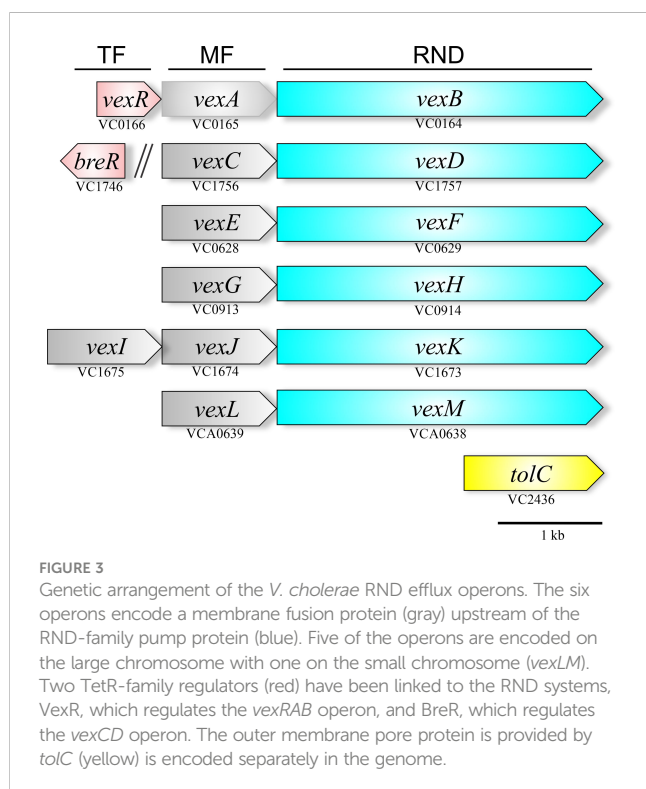 TF MF RND
vexR vexA vexB
VC0166 VC0165 VC0164
breR // vexC vexD
VC1746 VC1756 VC1757
vexE vexF
VC0628 VC0629
vexG vexH
VC0913 VC0914
vexI vexJ vexK
VC1675 VC1674 VC1673
vexL vexM
VCA0639 VCA0638
tolC
VC2436
1 kb
FIGURE 3
Genetic arrangement of the V. cholerae RND efflux operons. The six
operons encode a membrane fusion protein (gray) upstream of the
RND-family pump protein (blue). Five of the operons are encoded on
the large chromosome with one on the small chromosome (vexLM).
Two TetR-family regulators (red) have been linked to the RND systems,
VexR, which regulates the vexRAB operon, and BreR, which regulates
the vexCD operon. The outer membrane pore protein is provided by
tolC (yellow) is encoded separately in the genome.